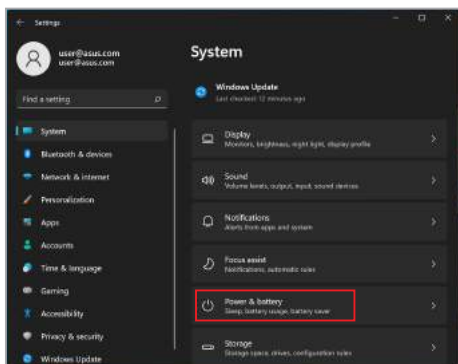 Settings
user@asus.com
user@asus.com
Find a setting
System
Bluetooth & devices
Network & internet
Personalization
Apps
Accounts
Time & language
Gaming
Accessibility
Privacy & security
Windows Update
System
Windows Update
Last checked: 12 minutes ago
Display
Monitors, brightness, night light, display profile
Sound
Volume levels, output, input, sound devices
Notifications
Alerts from apps and system
Focus assist
Notifications, automatic rules
Power & battery
Sleep, battery usage, battery saver
Storage
Storage space, drives, configuration rules